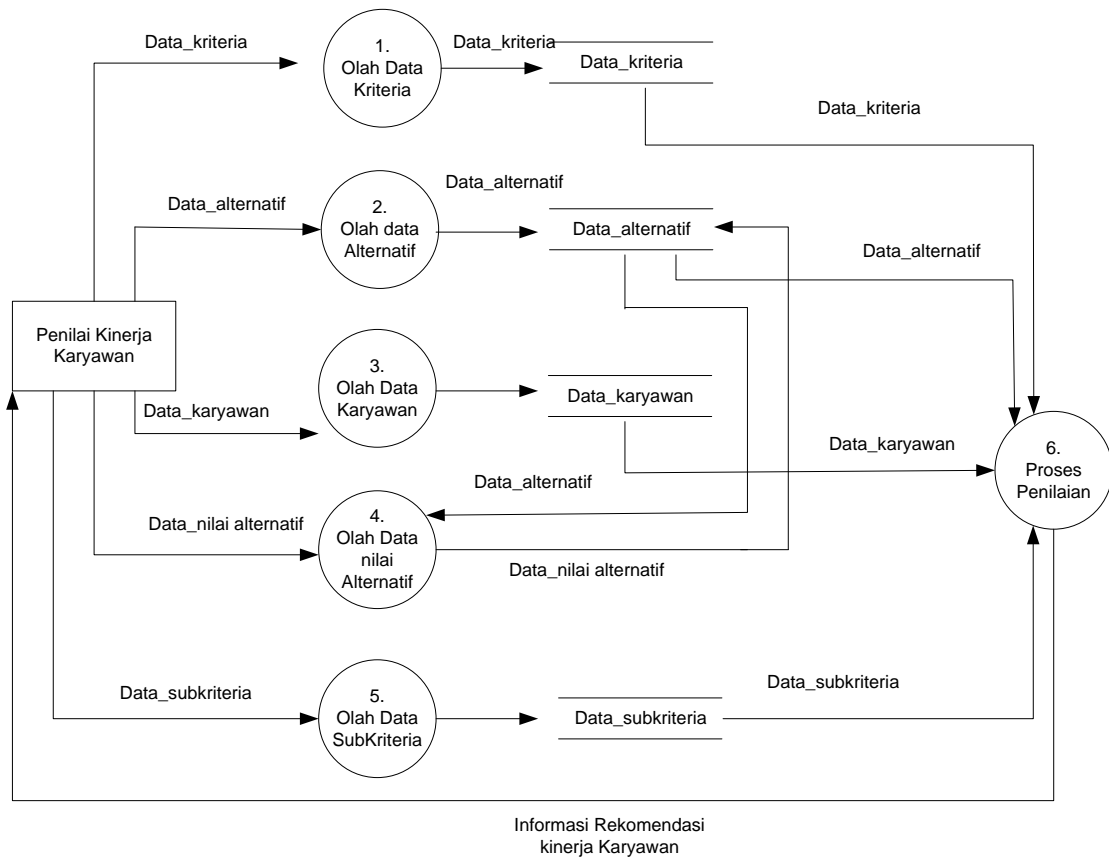 Data_kriteria
1.
Olah Data
Kriteria
Data_kriteria
Data_kriteria
Data_kriteria
Data_alternatif
2.
Olah data
Alternatif
Data_alternatif
Data_alternatif
Data_alternatif
Penilai Kinerja
Karyawan
3.
Olah Data
Karyawan
Data_karyawan
Data_karyawan
Data_karyawan
6.
Proses
Penilaian
Data_alternatif
Data_nilai alternatif
4.
Olah Data
nilai
Alternatif
Data_nilai alternatif
Data_subkriteria
5.
Olah Data
SubKriteria
Data_subkriteria
Data_subkriteria
Informasi Rekomendasi
kinerja Karyawan